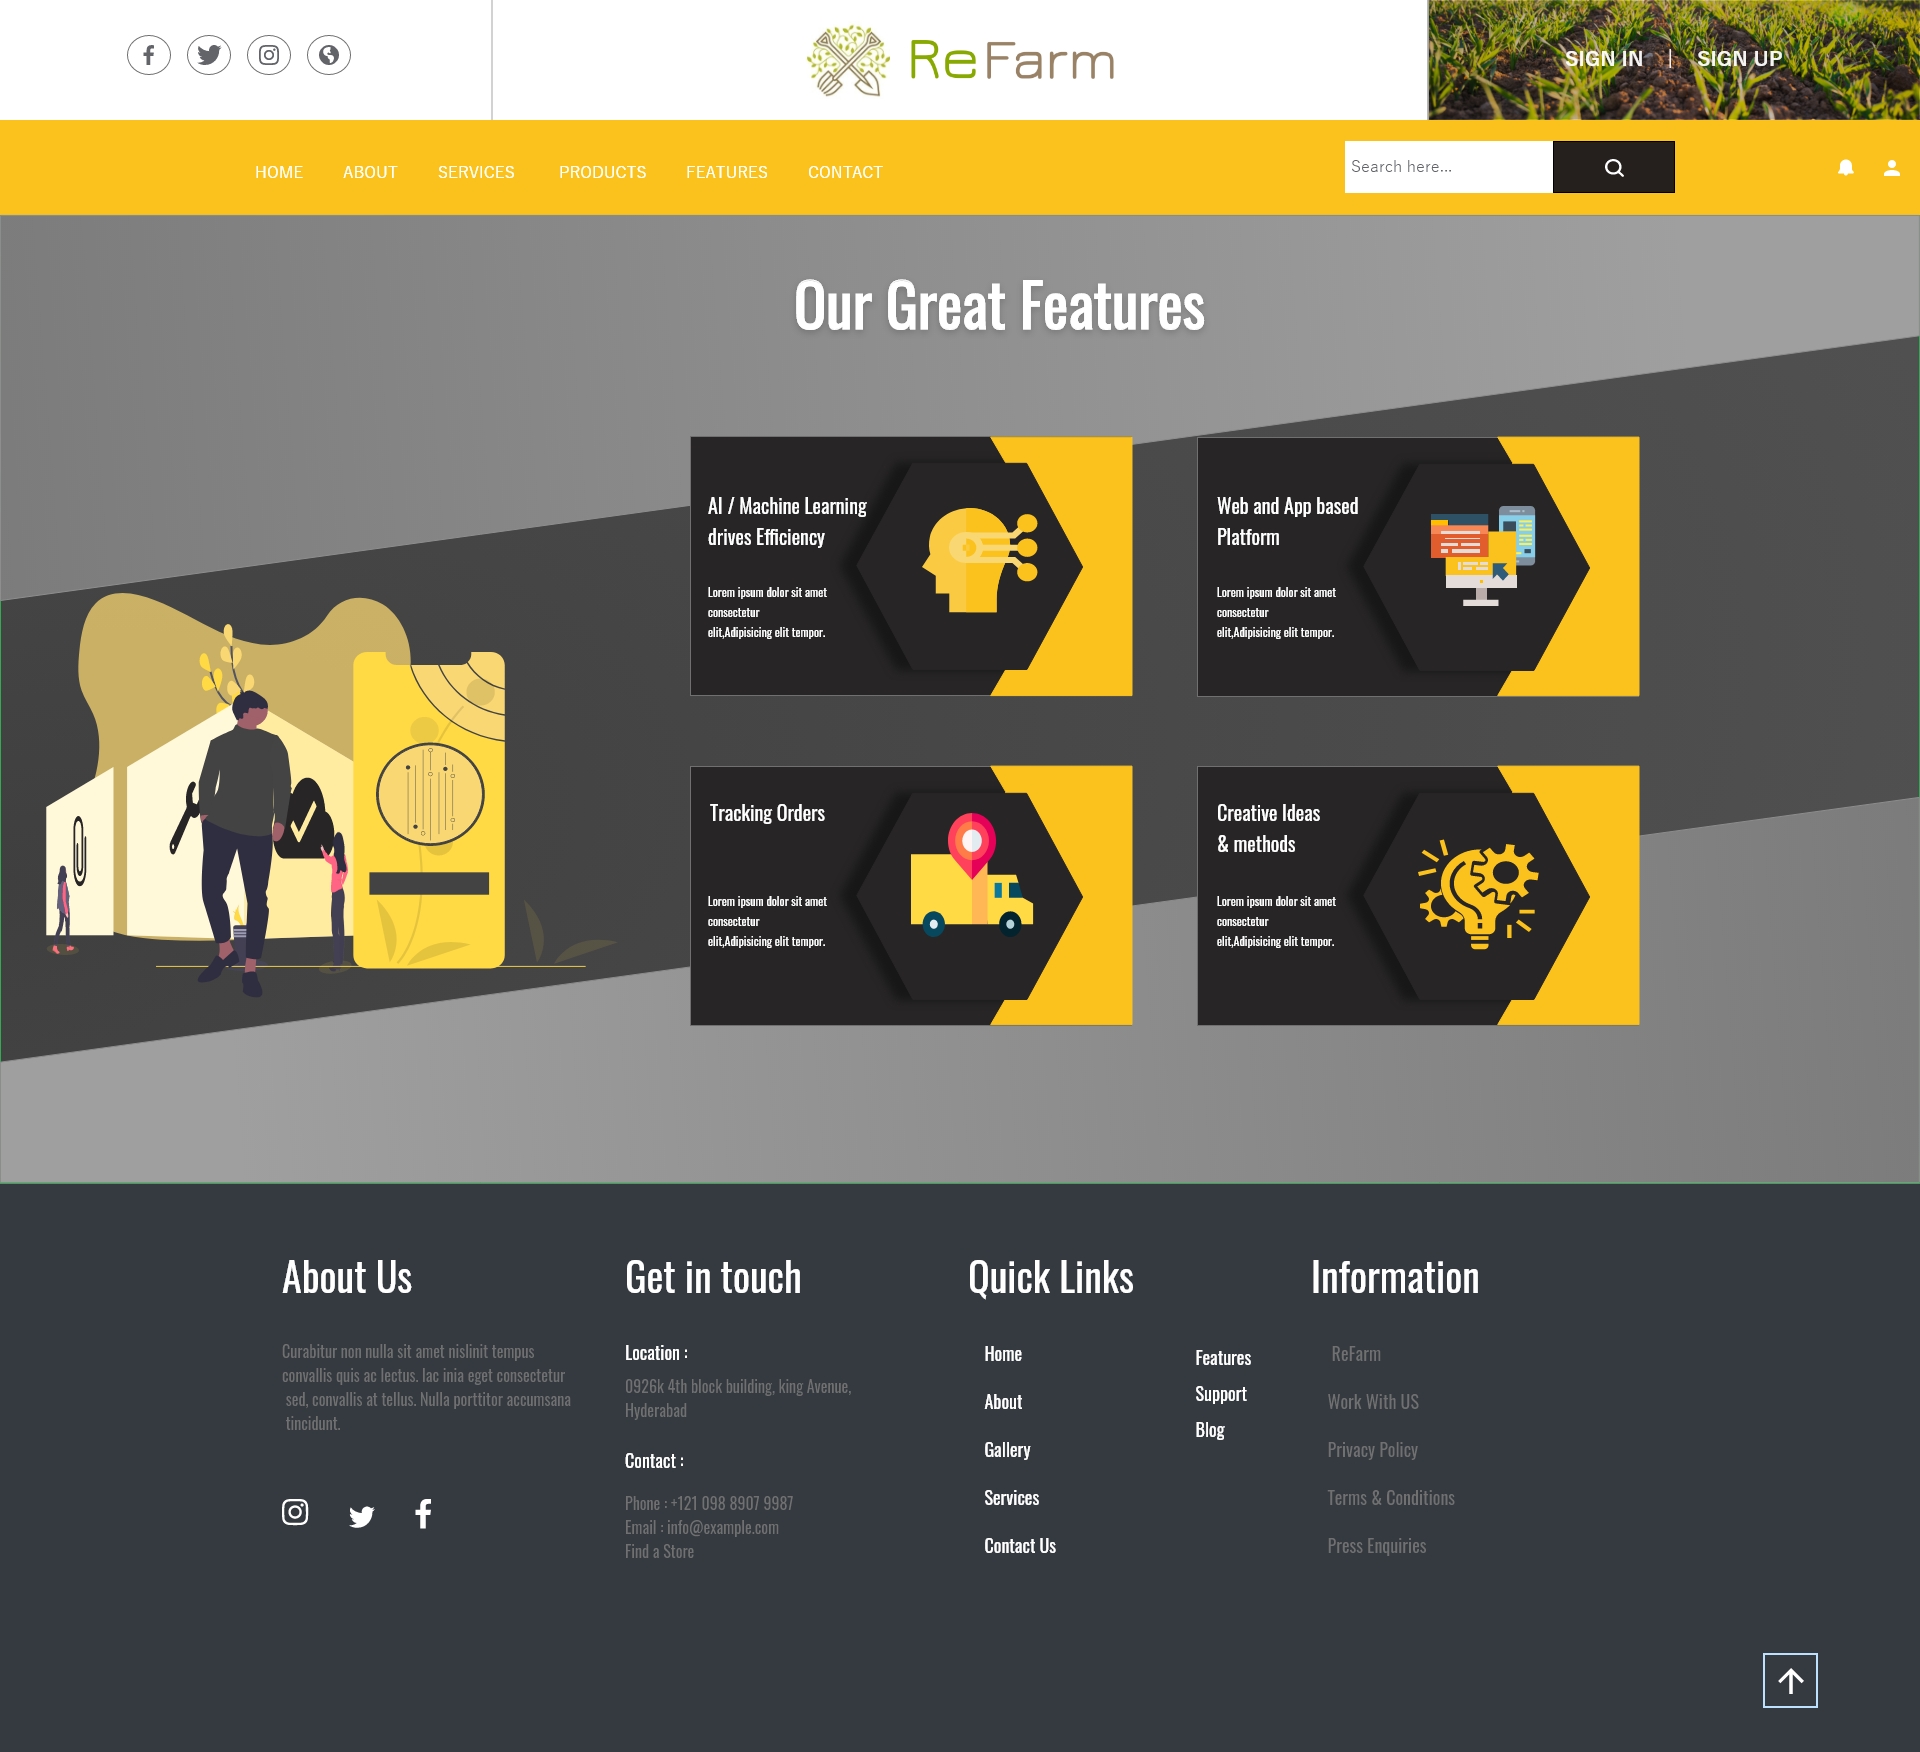 ReFarm
SIGN IN | SIGN UP
HOME ABOUT SERVICES PRODUCTS FEATURES CONTACT
Search here...
Our Great Features
AI / Machine Learning
drives Efficiency
Lorem ipsum dolor sit amet
consectetur
elit,Adipisicing elit tempor.
Web and App based
Platform
Lorem ipsum dolor sit amet
consectetur
elit,Adipisicing elit tempor.
Tracking Orders
Lorem ipsum dolor sit amet
consectetur
elit,Adipisicing elit tempor.
Creative Ideas
& methods
Lorem ipsum dolor sit amet
consectetur
elit,Adipisicing elit tempor.
About Us
Curabitur non nulla sit amet nislinit tempus
convallis quis ac lectus. lac inia eget consectetur
sed, convallis at tellus. Nulla porttitor accumsana
tincidunt.
Get in touch
Location :
0926k 4th block building, king Avenue,
Hyderabad
Contact :
Phone : +121 098 8907 9987
Email : info@example.com
Find a Store
Quick Links
Home
About
Gallery
Services
Contact Us
Features
Support
Blog
Information
ReFarm
Work With US
Privacy Policy
Terms & Conditions
Press Enquiries